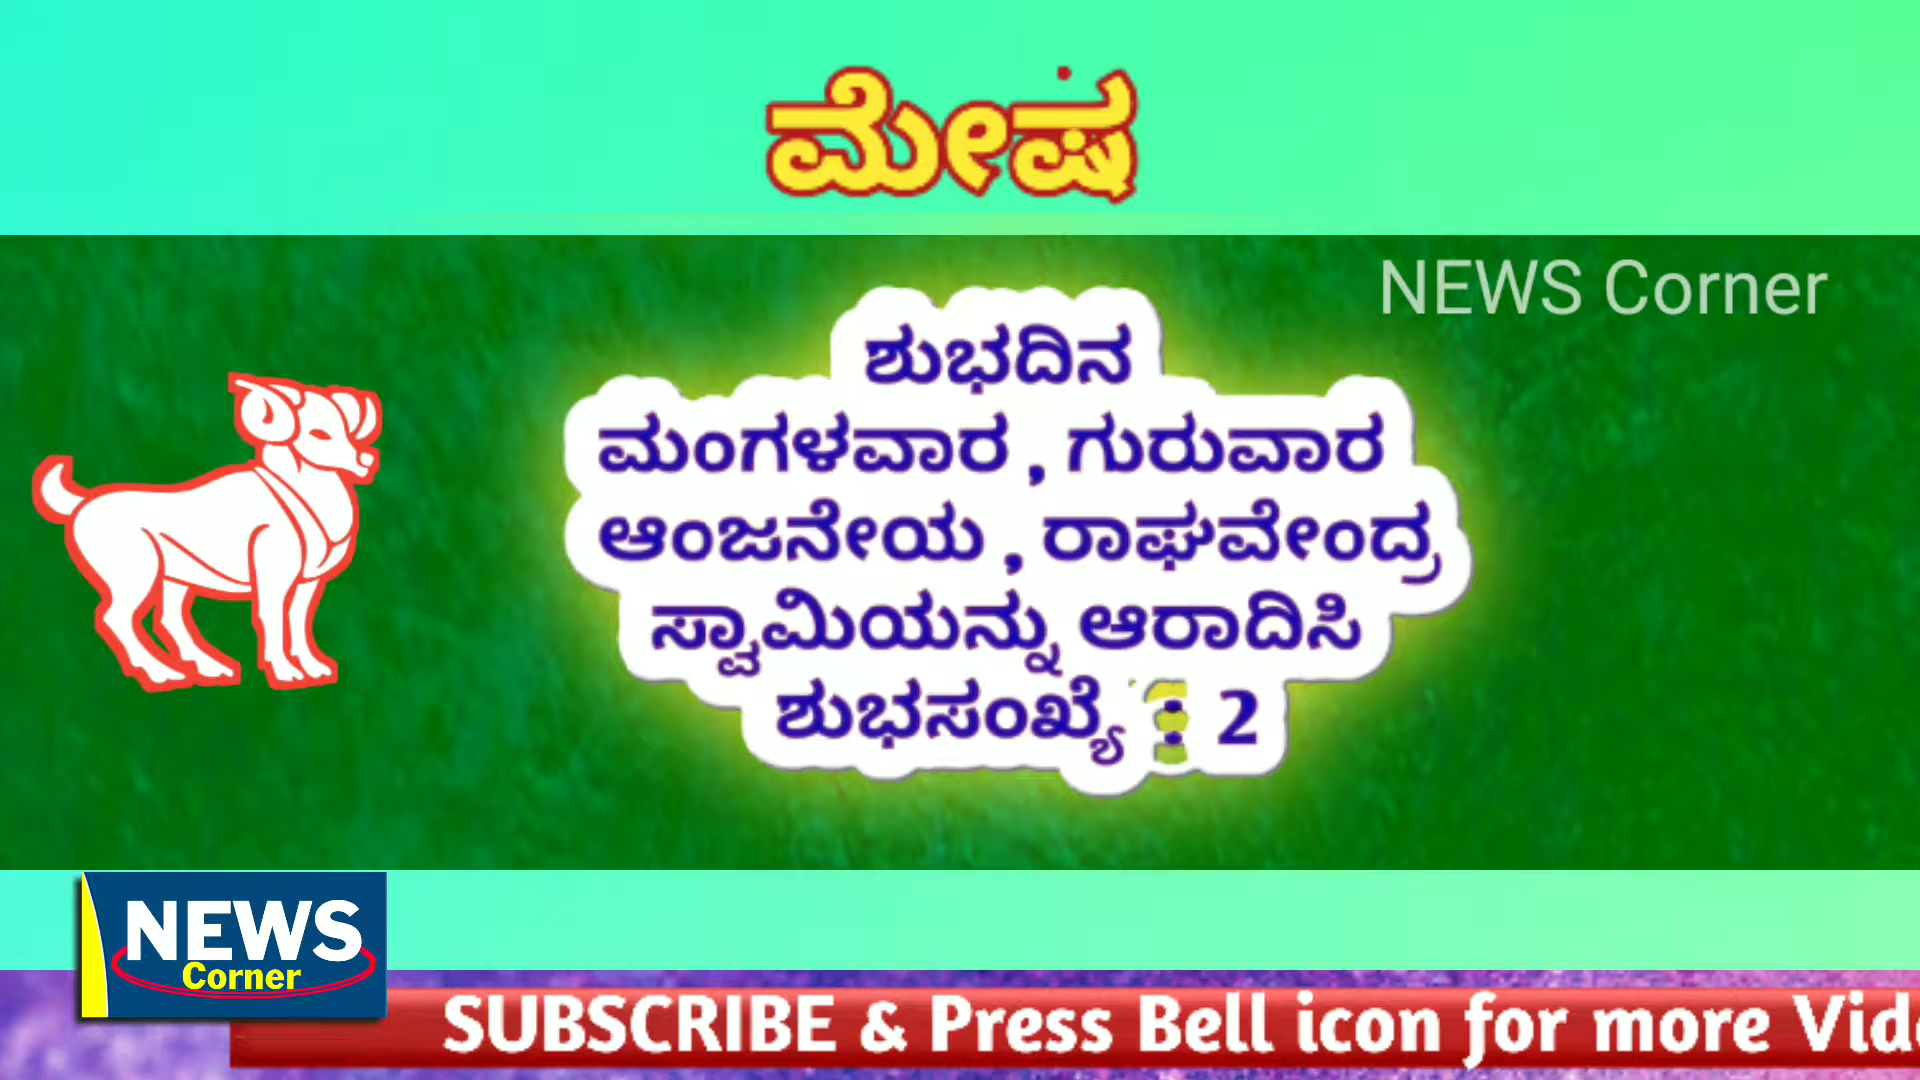 ಮೇಷ
NEWS Corner
ಶುಭದಿನ
ಮಂಗಳವಾರ , ಗುರುವಾರ
ಆಂಜನೇಯ , ರಾಘವೇಂದ್ರ
ಸ್ವಾಮಿಯನ್ನು ಆರಾದಿಸಿ
ಶುಭಸಂಖ್ಯೆ : 2
NEWS
Corner
SUBSCRIBE & Press Bell icon for more